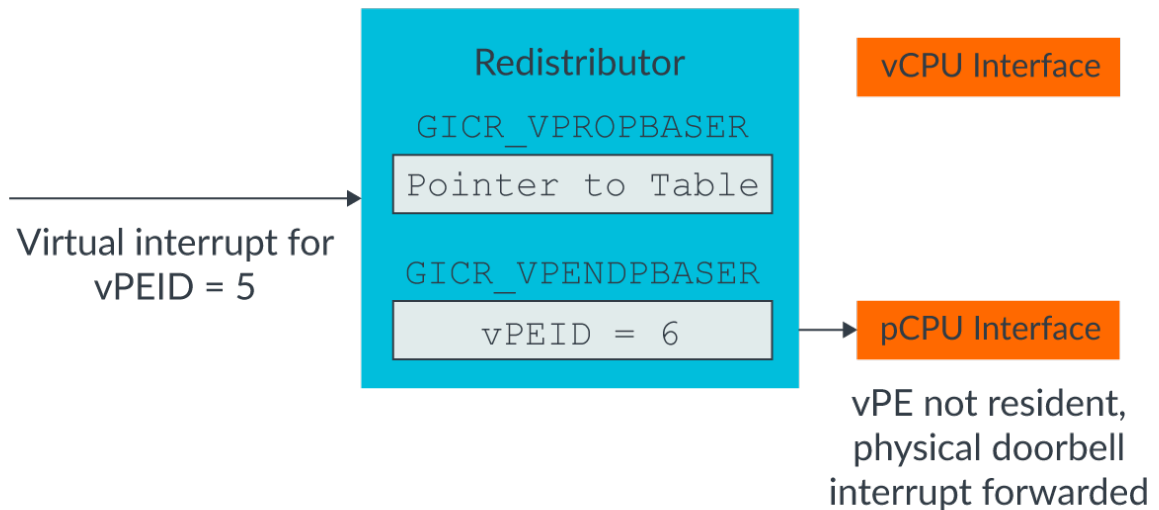 Redistributor
GICR_VPROPBASER
Pointer to Table
GICR_VPENDPBASER
vPEID = 6
Virtual interrupt for
vPEID = 5
vCPU Interface
pCPU Interface
vPE not resident,
physical doorbell
interrupt forwarded